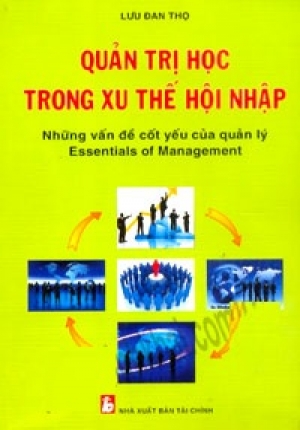 LƯU ĐAN THỌ
QUẢN TRỊ HỌC
TRONG XU THẾ HỘI NHẬP
Những vấn đề cốt yếu của quản lý
Essentials of Management
NHÀ XUẤT BẢN TÀI CHÍNH